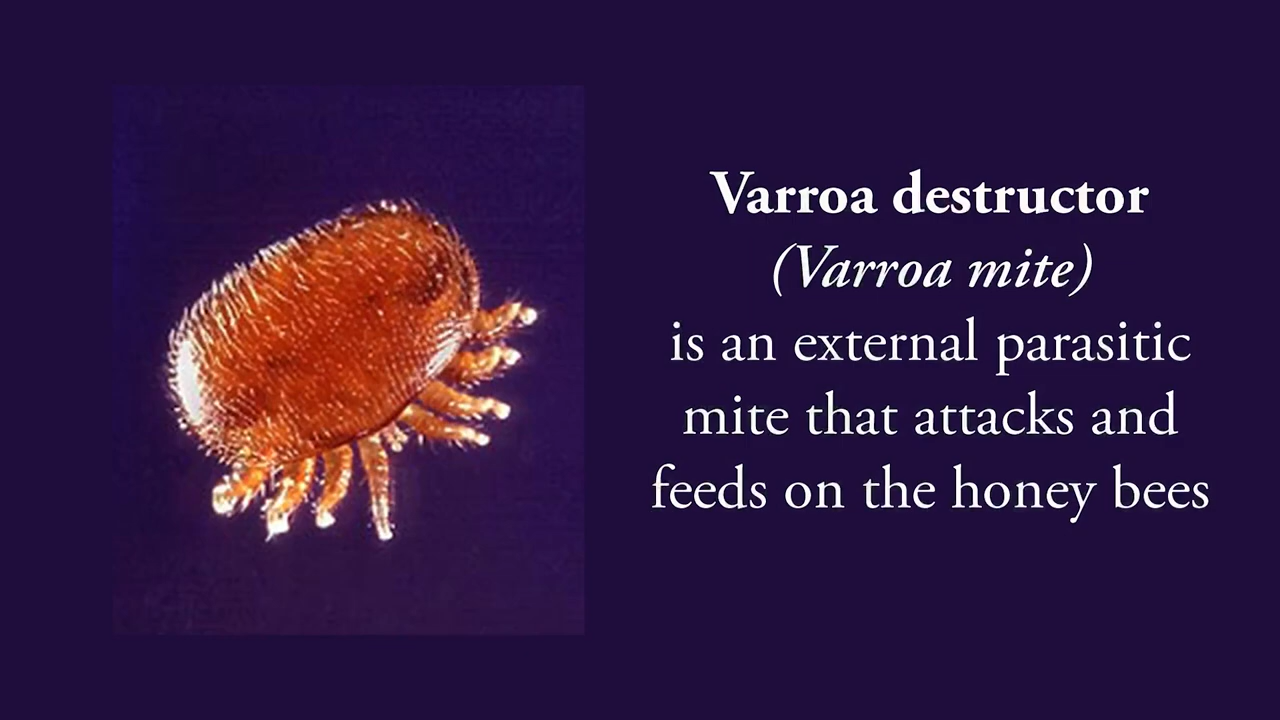 Varroa destructor
(Varroa mite)
is an external parasitic
mite that attacks and
feeds on the honey bees